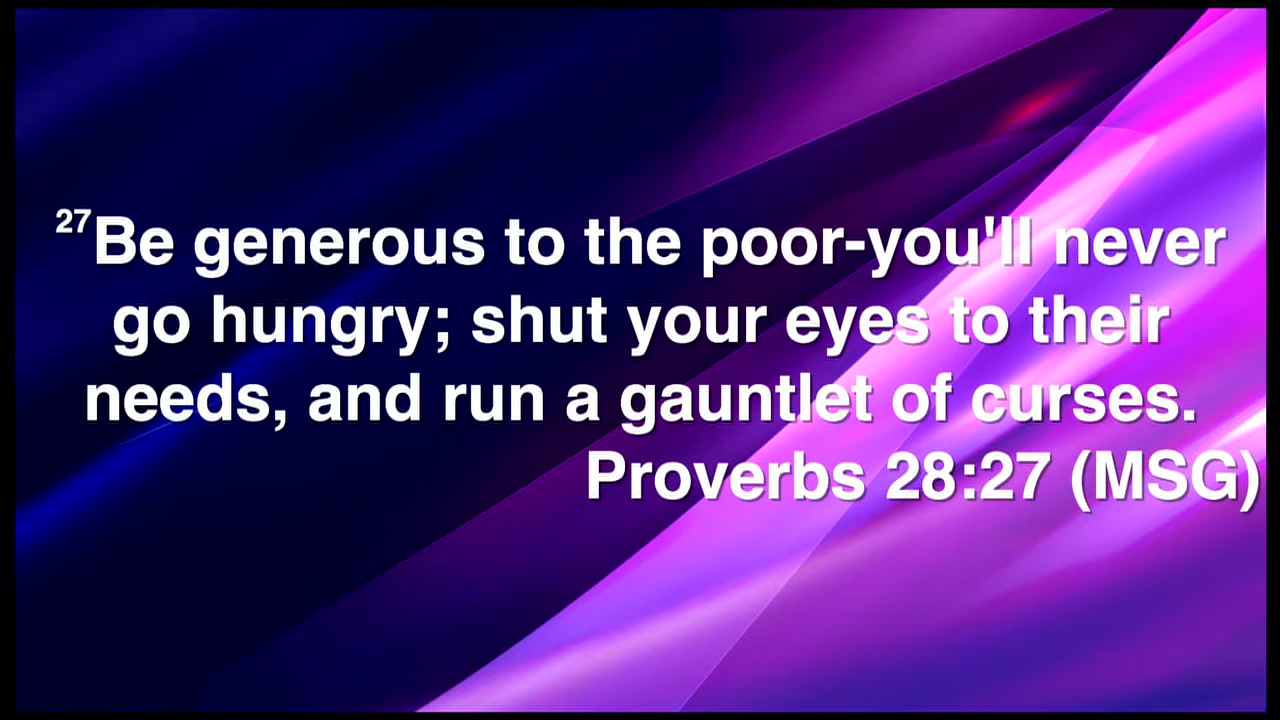 27Be generous to the poor-you'll never
go hungry; shut your eyes to their
needs, and run a gauntlet of curses.
Proverbs 28:27 (MSG)